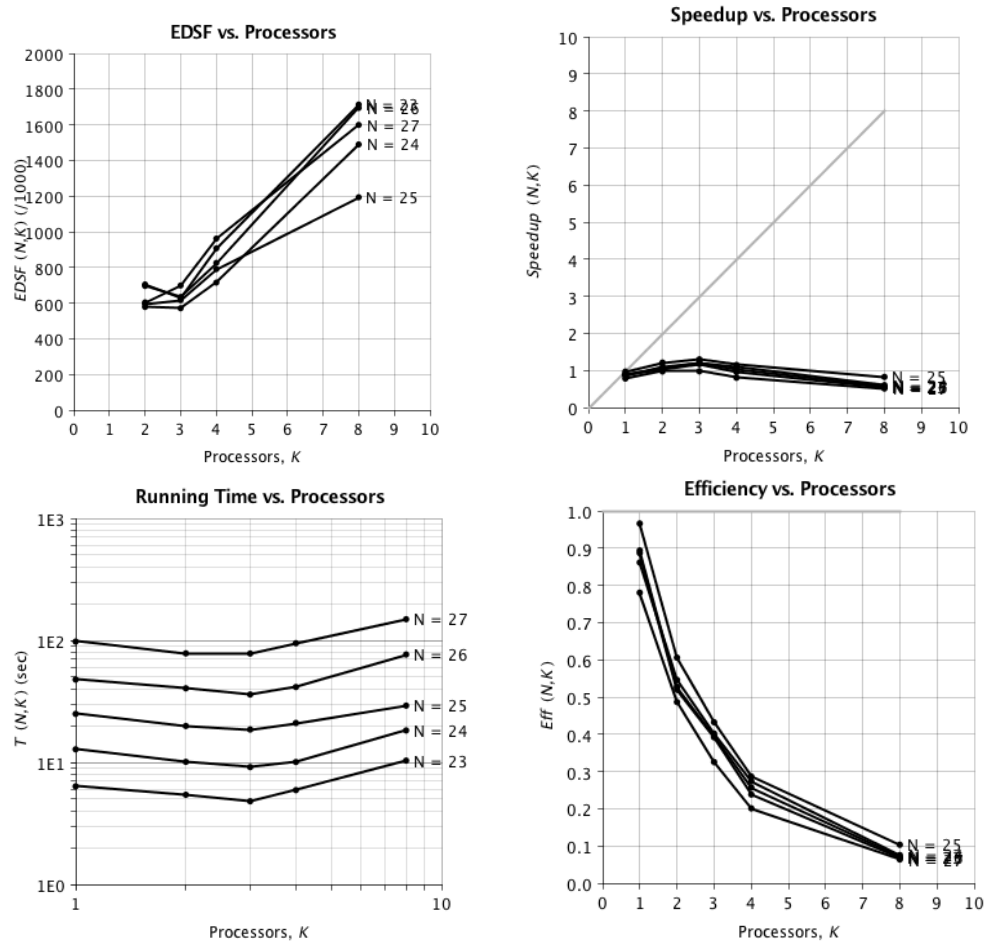 EDSF vs. Processors
2000
1800
1600
1400
1200
1000
800
600
400
200
0
EDSF (N,K) (/1000)
N = 23
N = 26
N = 27
N = 24
N = 25
0 1 2 3 4 5 6 7 8 9 10
Processors, K
Speedup vs. Processors
10
9
8
7
6
5
4
3
2
1
0
Speedup (N,K)
N = 25
0 1 2 3 4 5 6 7 8 9 10
Processors, K
Running Time vs. Processors
1E3
1E2
1E1
1E0
T (N,K) (sec)
N = 27
N = 26
N = 25
N = 24
N = 23
1 10
Processors, K
Efficiency vs. Processors
1.0
0.9
0.8
0.7
0.6
0.5
0.4
0.3
0.2
0.1
0.0
Eff (N,K)
N = 25
0 1 2 3 4 5 6 7 8 9 10
Processors, K